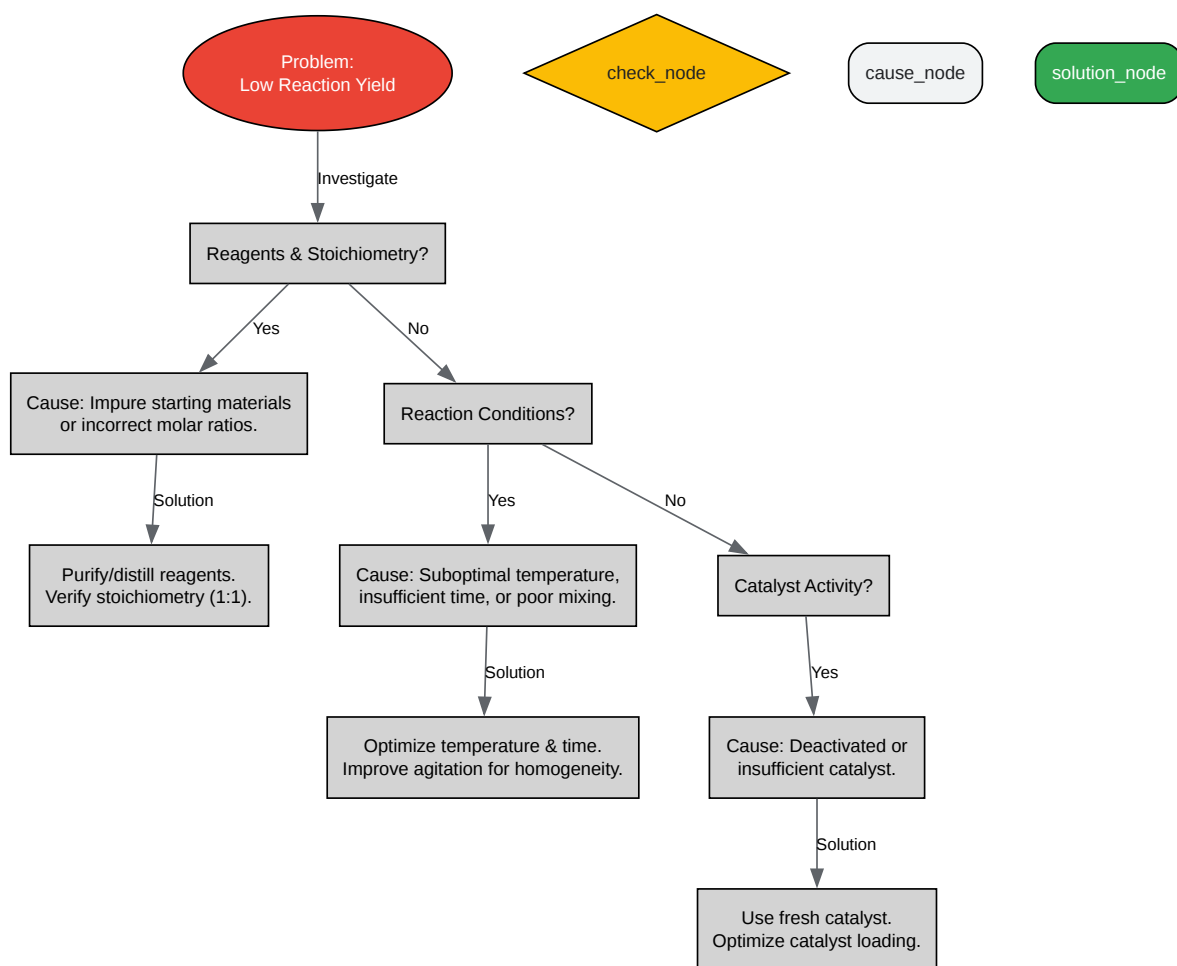 Problem:
Low Reaction Yield
check_node
cause_node
solution_node
Investigate
Reagents & Stoichiometry?
Yes
No
Cause: Impure starting materials
or incorrect molar ratios.
Reaction Conditions?
Solution
Yes
No
Purify/distill reagents.
Verify stoichiometry (1:1).
Cause: Suboptimal temperature,
insufficient time, or poor mixing.
Catalyst Activity?
Solution
Yes
Optimize temperature & time.
Improve agitation for homogeneity.
Cause: Deactivated or
insufficient catalyst.
Solution
Use fresh catalyst.
Optimize catalyst loading.